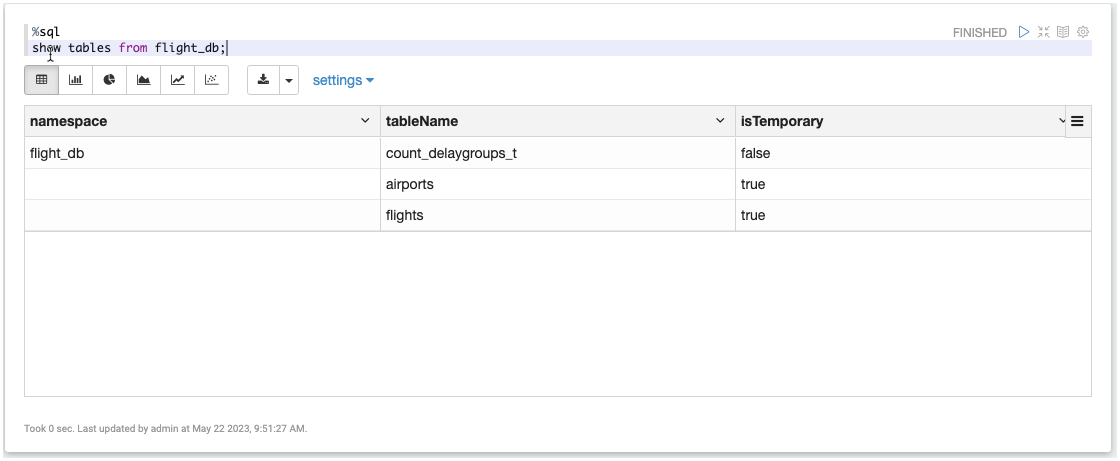 %sql
FINISHED
show tables from flight_db;
settings
namespace tableName isTemporary
flight_db count_delaygroups_t false
airports true
flights true
Took 0 sec. Last updated by admin at May 22 2023, 9:51:27 AM.